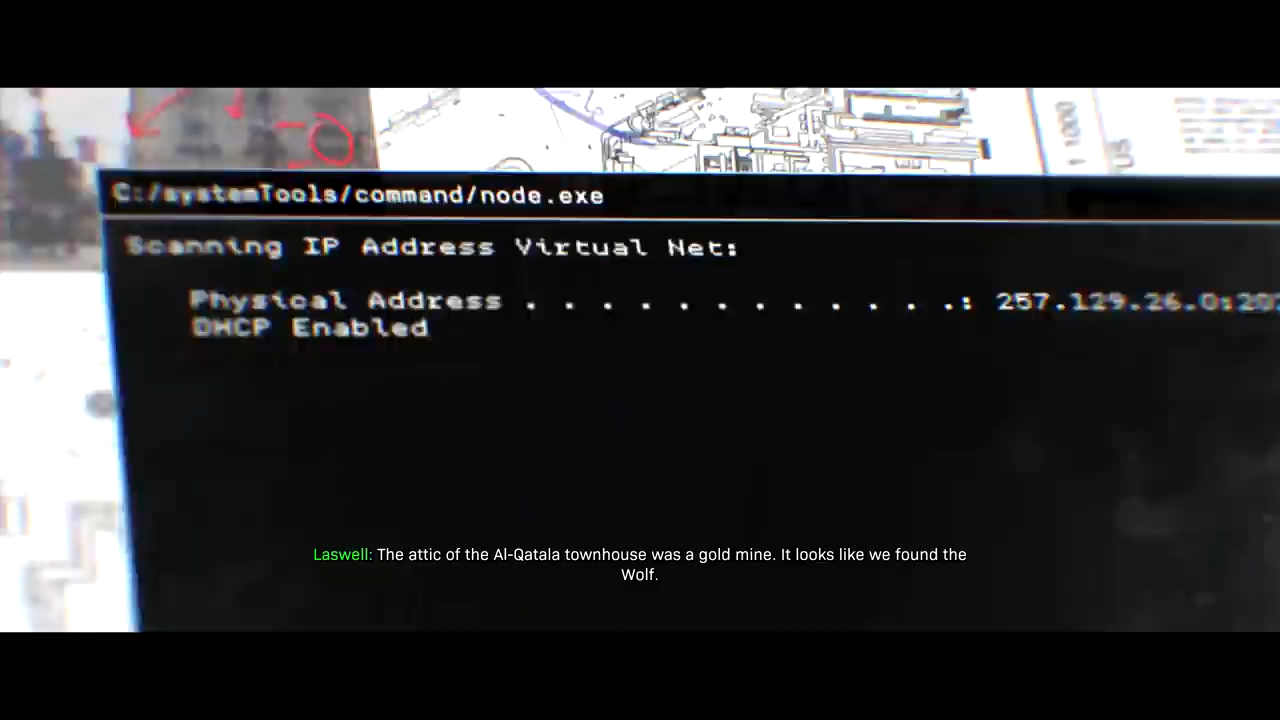 C:/systemTools/command/node.exe
Scanning IP Address Virtual Net:
Physical Address . . . . . . . . . . . . .: 257.129.26.0:207
DHCP Enabled
Laswell: The attic of the Al-Qatala townhouse was a gold mine. It looks like we found the
Wolf.